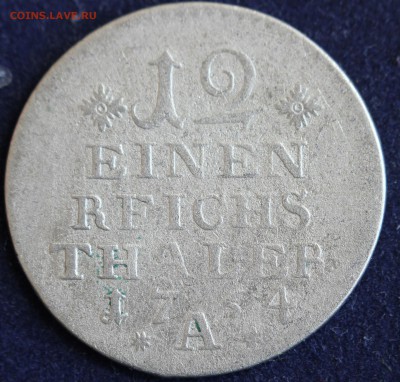 COINS.LAVE.RU
12
EINEN
REICHS
THALER
A